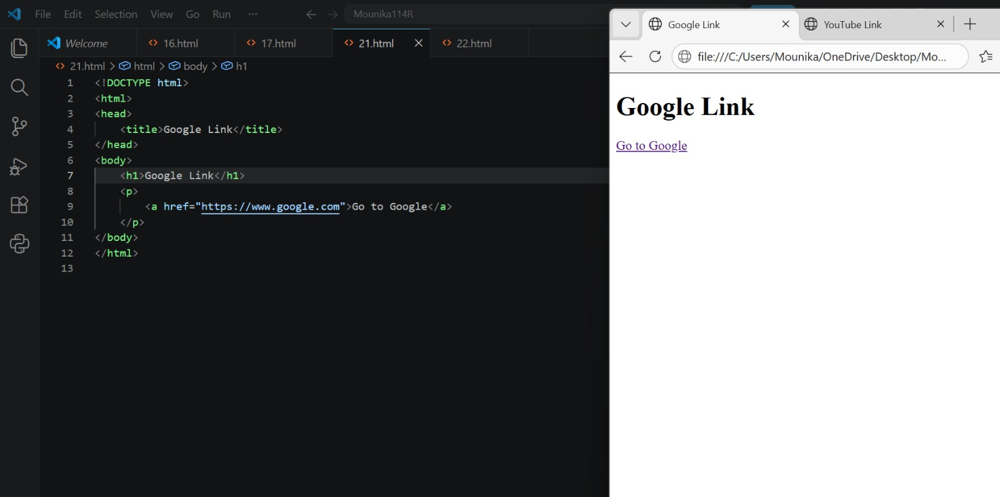 File Edit Selection View Go Run ··· Mounika114R
Welcome 16.html 17.html 21.html 22.html
21.html > html > body > h1
1 <!DOCTYPE html>
2 <html>
3 <head>
4 <title>Google Link</title>
5 </head>
6 <body>
7 <h1>Google Link</h1>
8 <p>
9 <a href="https://www.google.com">Go to Google</a>
10 </p>
11 </body>
12 </html>
13
Google Link YouTube Link
file:///C:/Users/Mounika/OneDrive/Desktop/Mo...
Google Link
Go to Google